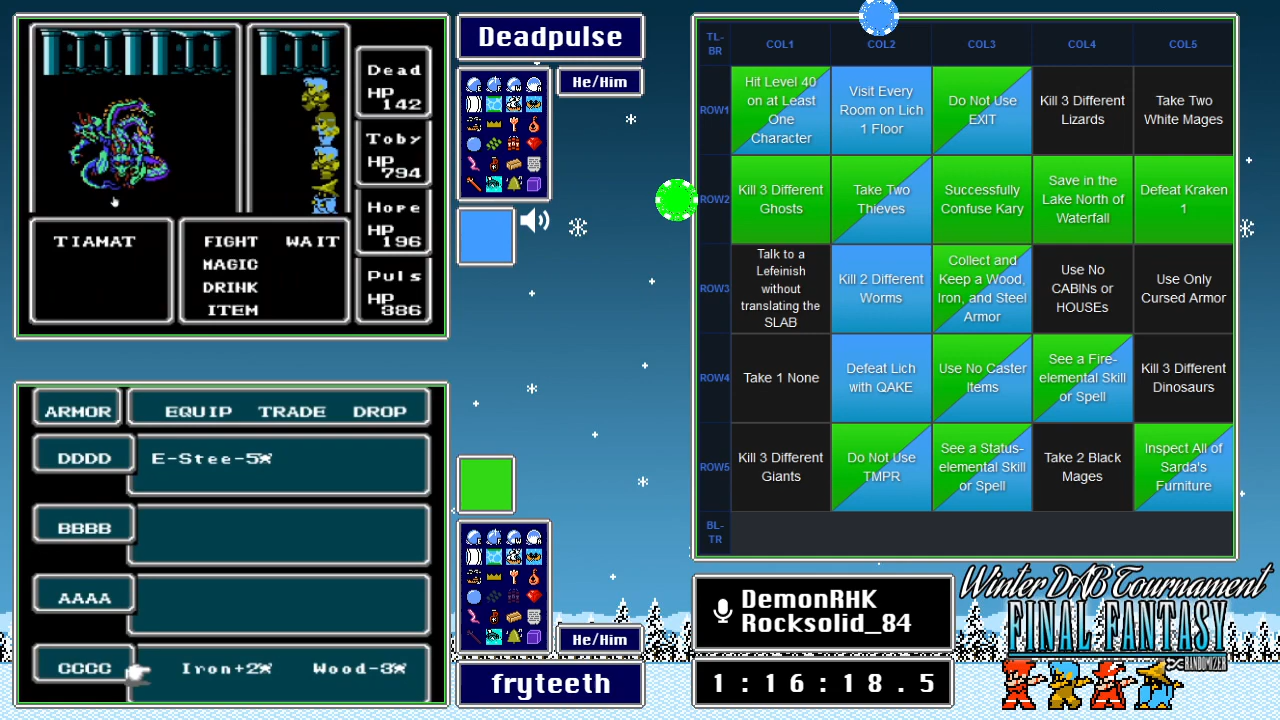 Dead
HP
142
Toby
HP
794
Hope
HP
196
Puls
HP
386
TIAMAT
FIGHT WAIT
MAGIC
DRINK
ITEM
ARMOR EQUIP TRADE DROP
DDDD E-Stee-5%
BBBB
AAAA
CCCC Iron+2% Wood-3%
Deadpulse
He/Him
He/Him
fryteeth
TL-
BR
COL1 COL2 COL3 COL4 COL5
ROW1
Hit Level 40
on at Least
One
Character
Visit Every
Room on Lich
1 Floor
Do Not Use
EXIT
Kill 3 Different
Lizards
Take Two
White Mages
ROW2
Kill 3 Different
Ghosts
Take Two
Thieves
Successfully
Confuse Kary
Save in the
Lake North of
Waterfall
Defeat Kraken
1
ROW3
Talk to a
Lefeinish
without
translating the
SLAB
Kill 2 Different
Worms
Collect and
Keep a Wood,
Iron, and Steel
Armor
Use No
CABINs or
HOUSEs
Use Only
Cursed Armor
ROW4
Take 1 None
Defeat Lich
with QAKE
Use No Caster
Items
See a Fire-
elemental Skill
or Spell
Kill 3 Different
Dinosaurs
ROW5
Kill 3 Different
Giants
Do Not Use
TMPR
See a Status-
elemental Skill
or Spell
Take 2 Black
Mages
Inspect All of
Sarda's
Furniture
BL-
TR
DemonRHK
Rocksolid_84
1:16:18.5
Winter DAB Tournament
FINAL FANTASY
RANDOMIZER